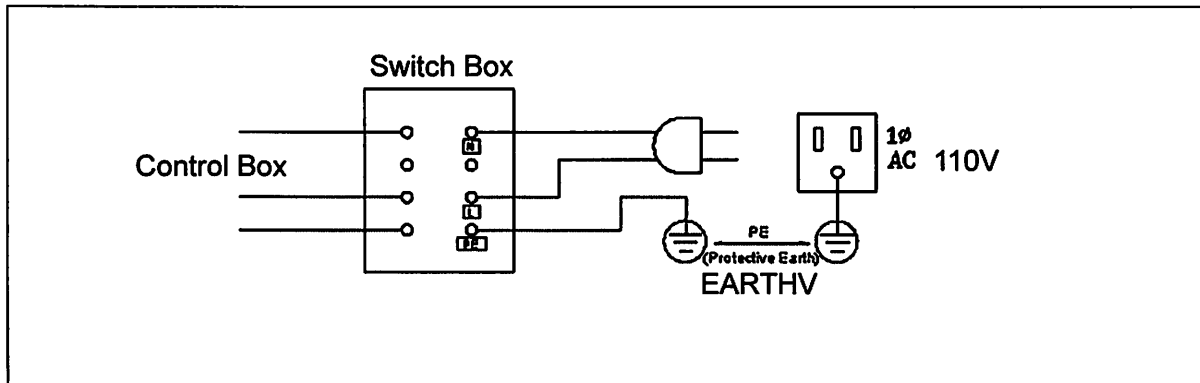 Switch Box
Control Box
N
L
PE
1ø
AC 110V
PE
(Protective Earth)
EARTHV